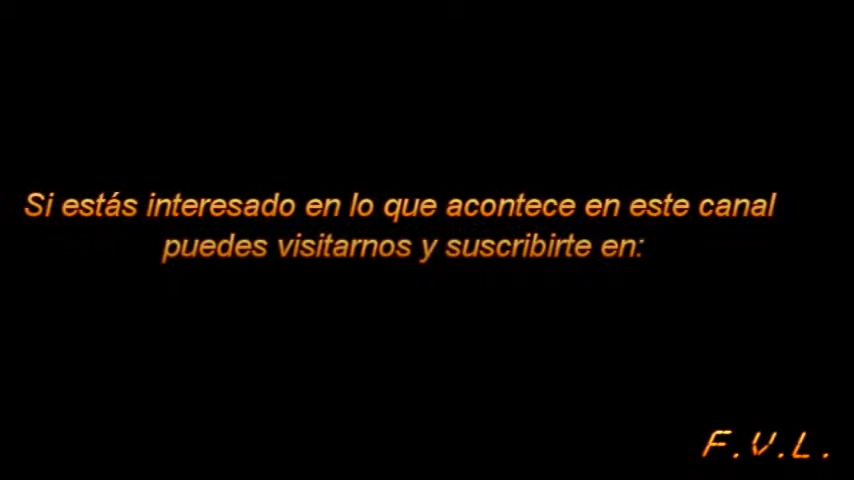 Si estás interesado en lo que acontece en este canal
puedes visitarnos y suscribirte en:
F.V.L.